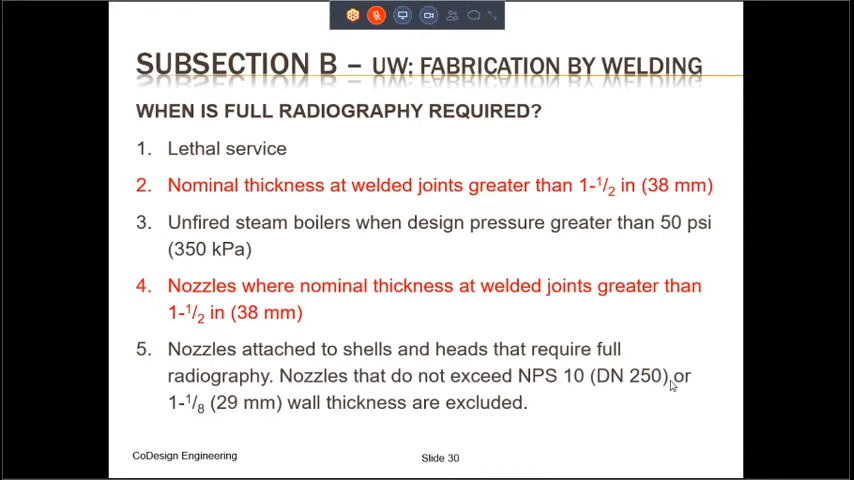 SUBSECTION B – UW: FABRICATION BY WELDING
WHEN IS FULL RADIOGRAPHY REQUIRED?
1. Lethal service
2. Nominal thickness at welded joints greater than 1-1/2 in (38 mm)
3. Unfired steam boilers when design pressure greater than 50 psi
(350 kPa)
4. Nozzles where nominal thickness at welded joints greater than
1-1/2 in (38 mm)
5. Nozzles attached to shells and heads that require full
radiography. Nozzles that do not exceed NPS 10 (DN 250) or
1-1/8 (29 mm) wall thickness are excluded.
CoDesign Engineering
Slide 30